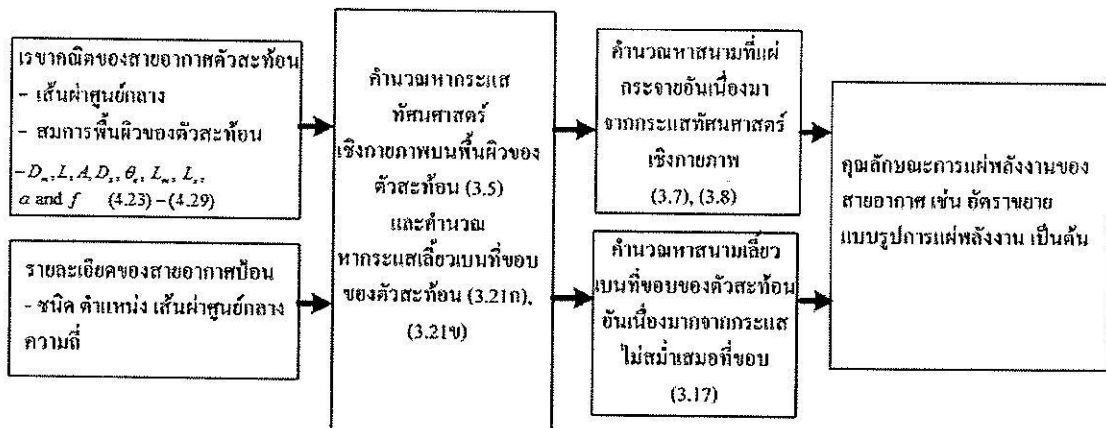 เรขาคณิตของสายอากาศตัวสะท้อน
- เส้นผ่าศูนย์กลาง
- สมการพื้นผิวของตัวสะท้อน
-Dm, L, A, Ds, θe, Lm, Ls,
a and f (4.23)-(4.29)
รายละเอียดของสายอากาศป้อน
- ชนิด ตำแหน่ง เส้นผ่าศูนย์กลาง
ความถี่
คำนวณหากระแส
ทัศนศาสตร์
เชิงกายภาพบนพื้นผิวของ
ตัวสะท้อน (3.5)
และคำนวณ
หากระแสเลี้ยวเบนที่ขอบ
ของตัวสะท้อน (3.21ก),
(3.21ข)
คำนวณหาสนามที่แผ่
กระจายอันเนื่องมา
จากกระแสทัศนศาสตร์
เชิงกายภาพ
(3.7), (3.8)
คำนวณหาสนามเลี้ยว
เบนที่ขอบของตัวสะท้อน
อันเนื่องมากจากกระแส
ไม่สม่ำเสมอที่ขอบ
(3.17)
คุณลักษณะการแผ่พลังงานของ
สายอากาศ เช่น อัตราขยาย
แบบรูปการแผ่พลังงาน เป็นต้น